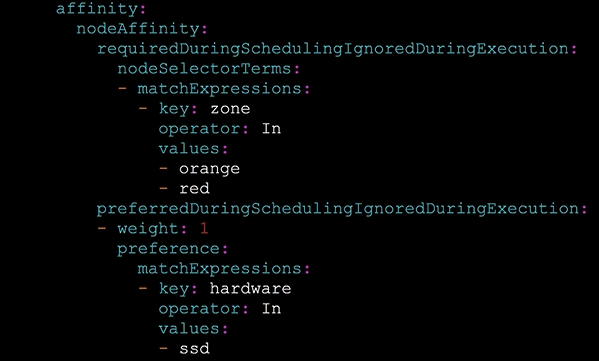 affinity:
nodeAffinity:
requiredDuringSchedulingIgnoredDuringExecution:
nodeSelectorTerms:
- matchExpressions:
- key: zone
operator: In
values:
- orange
- red
preferredDuringSchedulingIgnoredDuringExecution:
- weight: 1
preference:
matchExpressions:
- key: hardware
operator: In
values:
- ssd